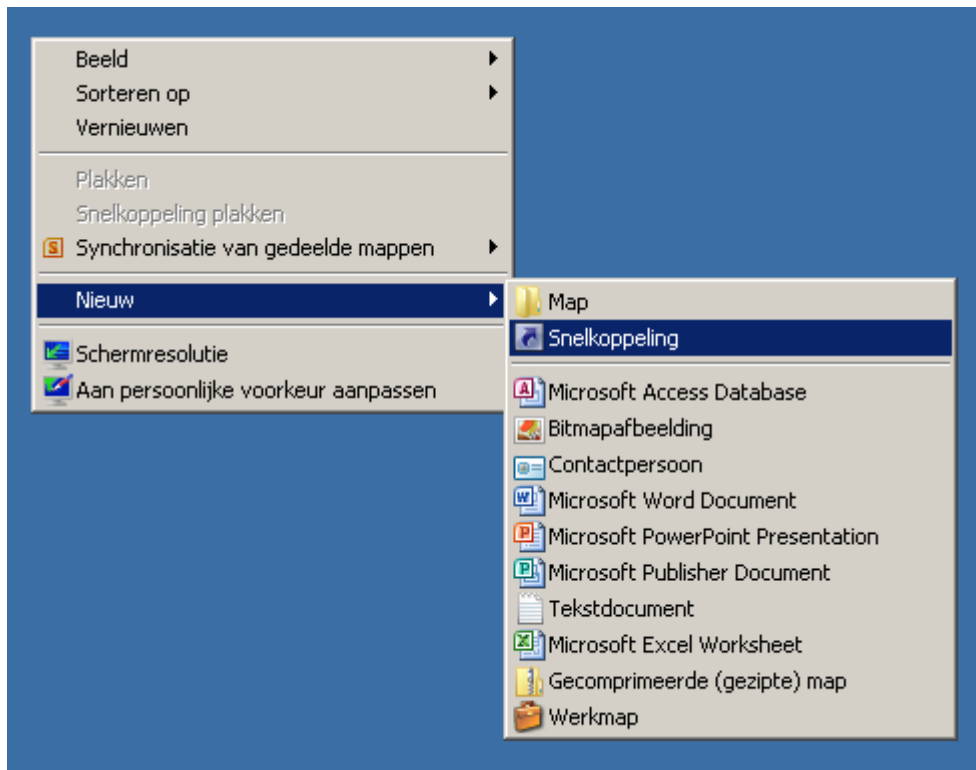 Beeld
Sorteren op
Vernieuwen
Plakken
Snelkoppeling plakken
Synchronisatie van gedeelde mappen
Nieuw
Schermresolutie
Aan persoonlijke voorkeur aanpassen
Map
Snelkoppeling
Microsoft Access Database
Bitmapafbeelding
Contactpersoon
Microsoft Word Document
Microsoft PowerPoint Presentation
Microsoft Publisher Document
Tekstdocument
Microsoft Excel Worksheet
Gecomprimeerde (gezipte) map
Werkmap